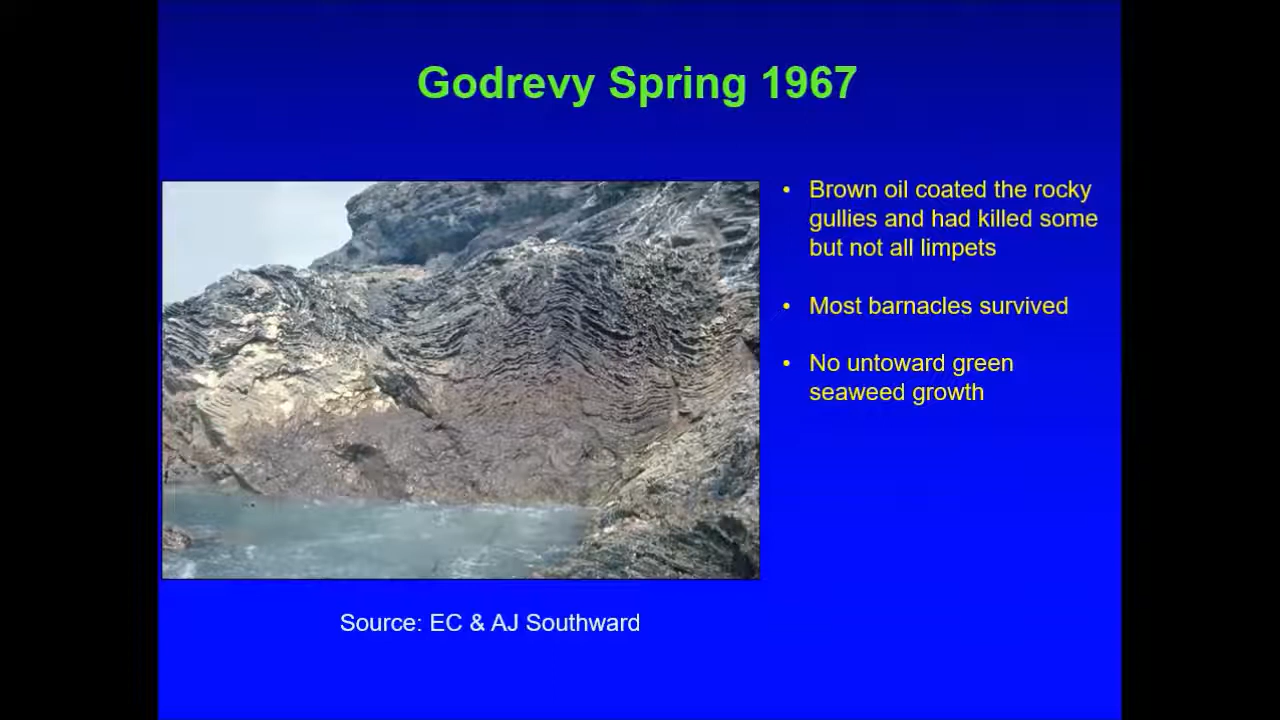 Godrevy Spring 1967
• Brown oil coated the rocky
gullies and had killed some
but not all limpets
• Most barnacles survived
• No untoward green
seaweed growth
Source: EC & AJ Southward